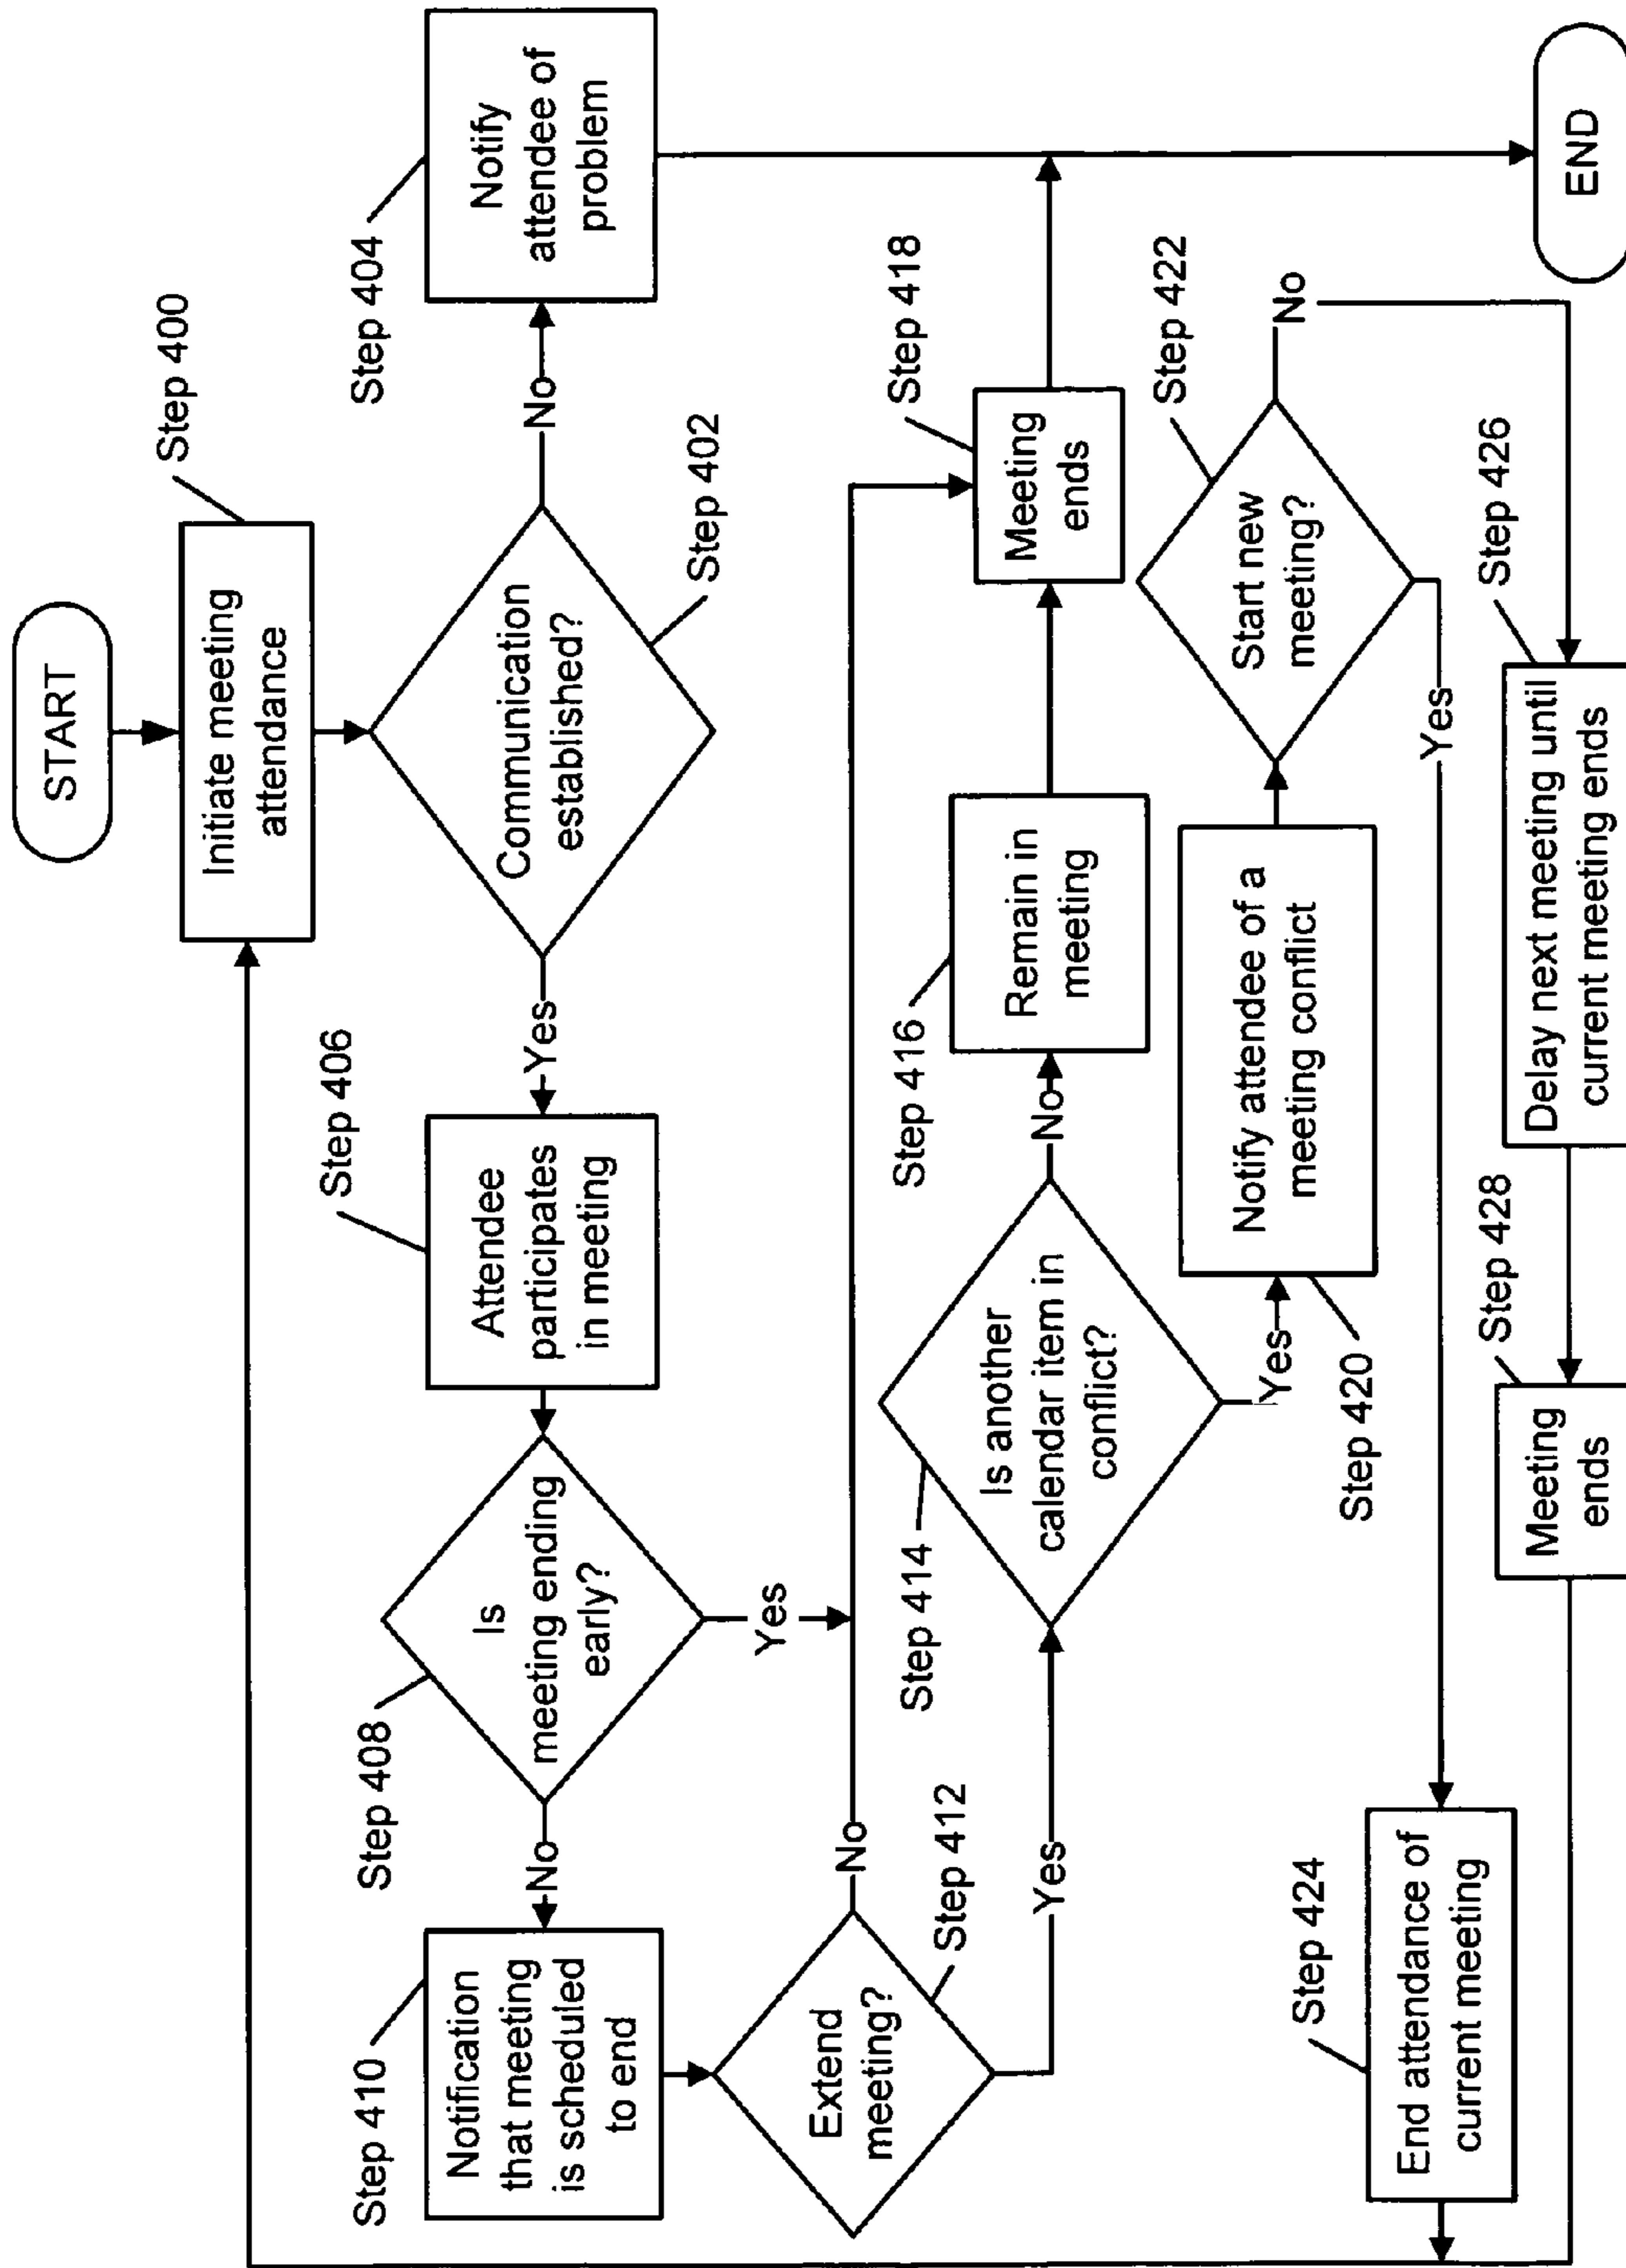 START
Step 400
Initiate meeting
attendance
Communication
established?
Step 402
No
Step 404
Notify
attendee of
problem
Yes
Step 406
Attendee
participates
in meeting
Step 408
Is
meeting ending
early?
Yes
No
Step 410
Notification
that meeting
is scheduled
to end
Extend
meeting?
Step 412
No
Yes
Step 414
Is another
calendar item in
conflict?
No
Step 416
Remain in
meeting
Step 418
Meeting
ends
Yes
Step 420
Notify attendee of a
meeting conflict
Step 422
Start new
meeting?
Yes
Step 424
End attendance of
current meeting
No
Step 426
Delay next meeting until
current meeting ends
Step 428
Meeting
ends
END